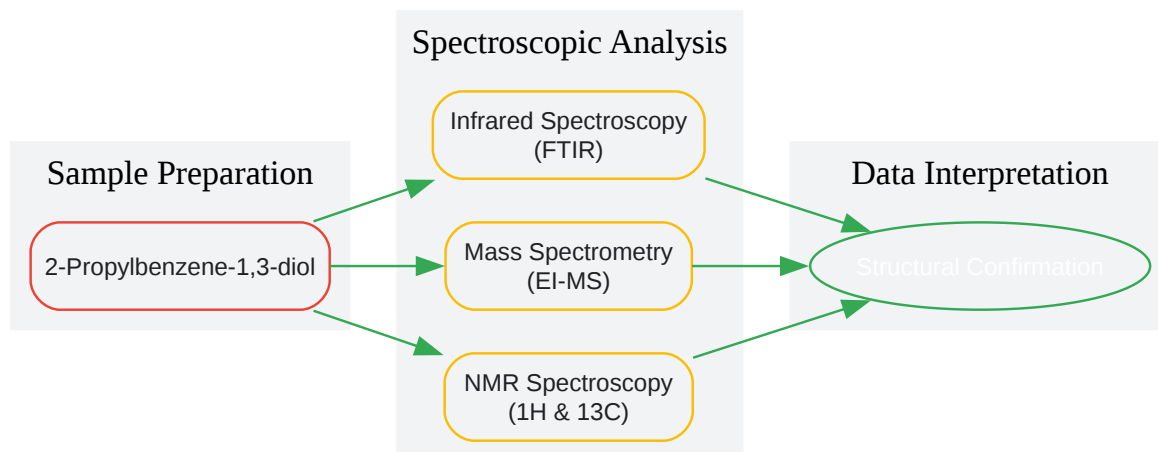 Spectroscopic Analysis
Infrared Spectroscopy
(FTIR)
Sample Preparation
2-Propylbenzene-1,3-diol
Mass Spectrometry
(EI-MS)
NMR Spectroscopy
(1H & 13C)
Data Interpretation
Structural Confirmation